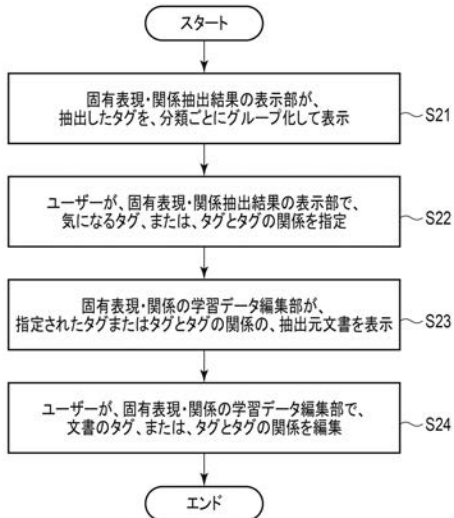 スタート
固有表現・関係抽出結果の表示部が、
抽出したタグを、分類ごとにグループ化して表示
S21
ユーザーが、固有表現・関係抽出結果の表示部で、
気になるタグ、または、タグとタグの関係を指定
S22
固有表現・関係の学習データ編集部が、
指定されたタグまたはタグとタグの関係の、抽出元文書を表示
S23
ユーザーが、固有表現・関係の学習データ編集部で、
文書のタグ、または、タグとタグの関係を編集
S24
エンド